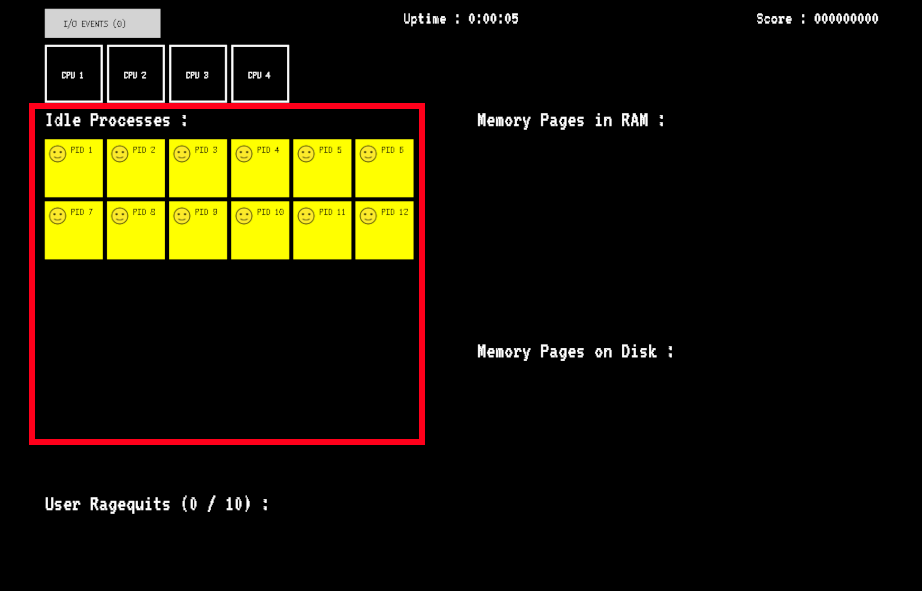 I/O EVENTS (0)
Uptime : 0:00:05
Score : 000000000
CPU 1
CPU 2
CPU 3
CPU 4
Idle Processes :
PID 1
PID 2
PID 3
PID 4
PID 5
PID 6
PID 7
PID 8
PID 9
PID 10
PID 11
PID 12
Memory Pages in RAM :
Memory Pages on Disk :
User Ragequits (0 / 10) :